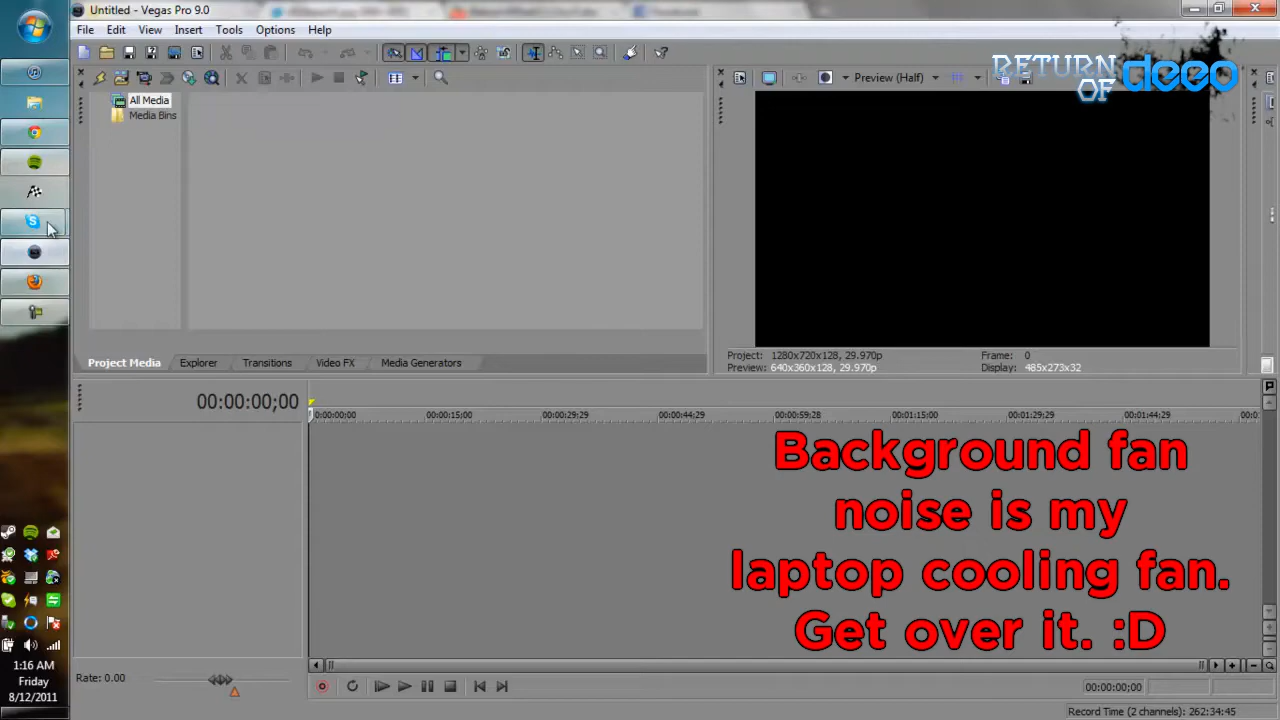 Untitled - Vegas Pro 9.0
File Edit View Insert Tools Options Help
RETURN
OF
deeo
Preview (Half)
All Media
Media Bins
Project: 1280x720x128, 29.970p
Frame: 0
Preview: 640x360x128, 29.970p
Display: 485x273x32
Project Media Explorer Transitions Video FX Media Generators
00:00:00;00
00:00:00;00 00:00:15;00 00:00:29;29 00:00:44;29 00:00:59;28 00:01:15;00 00:01:29;29 00:01:44;29 00:0
Background fan
noise is my
laptop cooling fan.
Get over it. :D
1:16 AM
Friday
8/12/2011
Rate: 0.00
00:00:00;00
Record Time (2 channels): 262:34:45